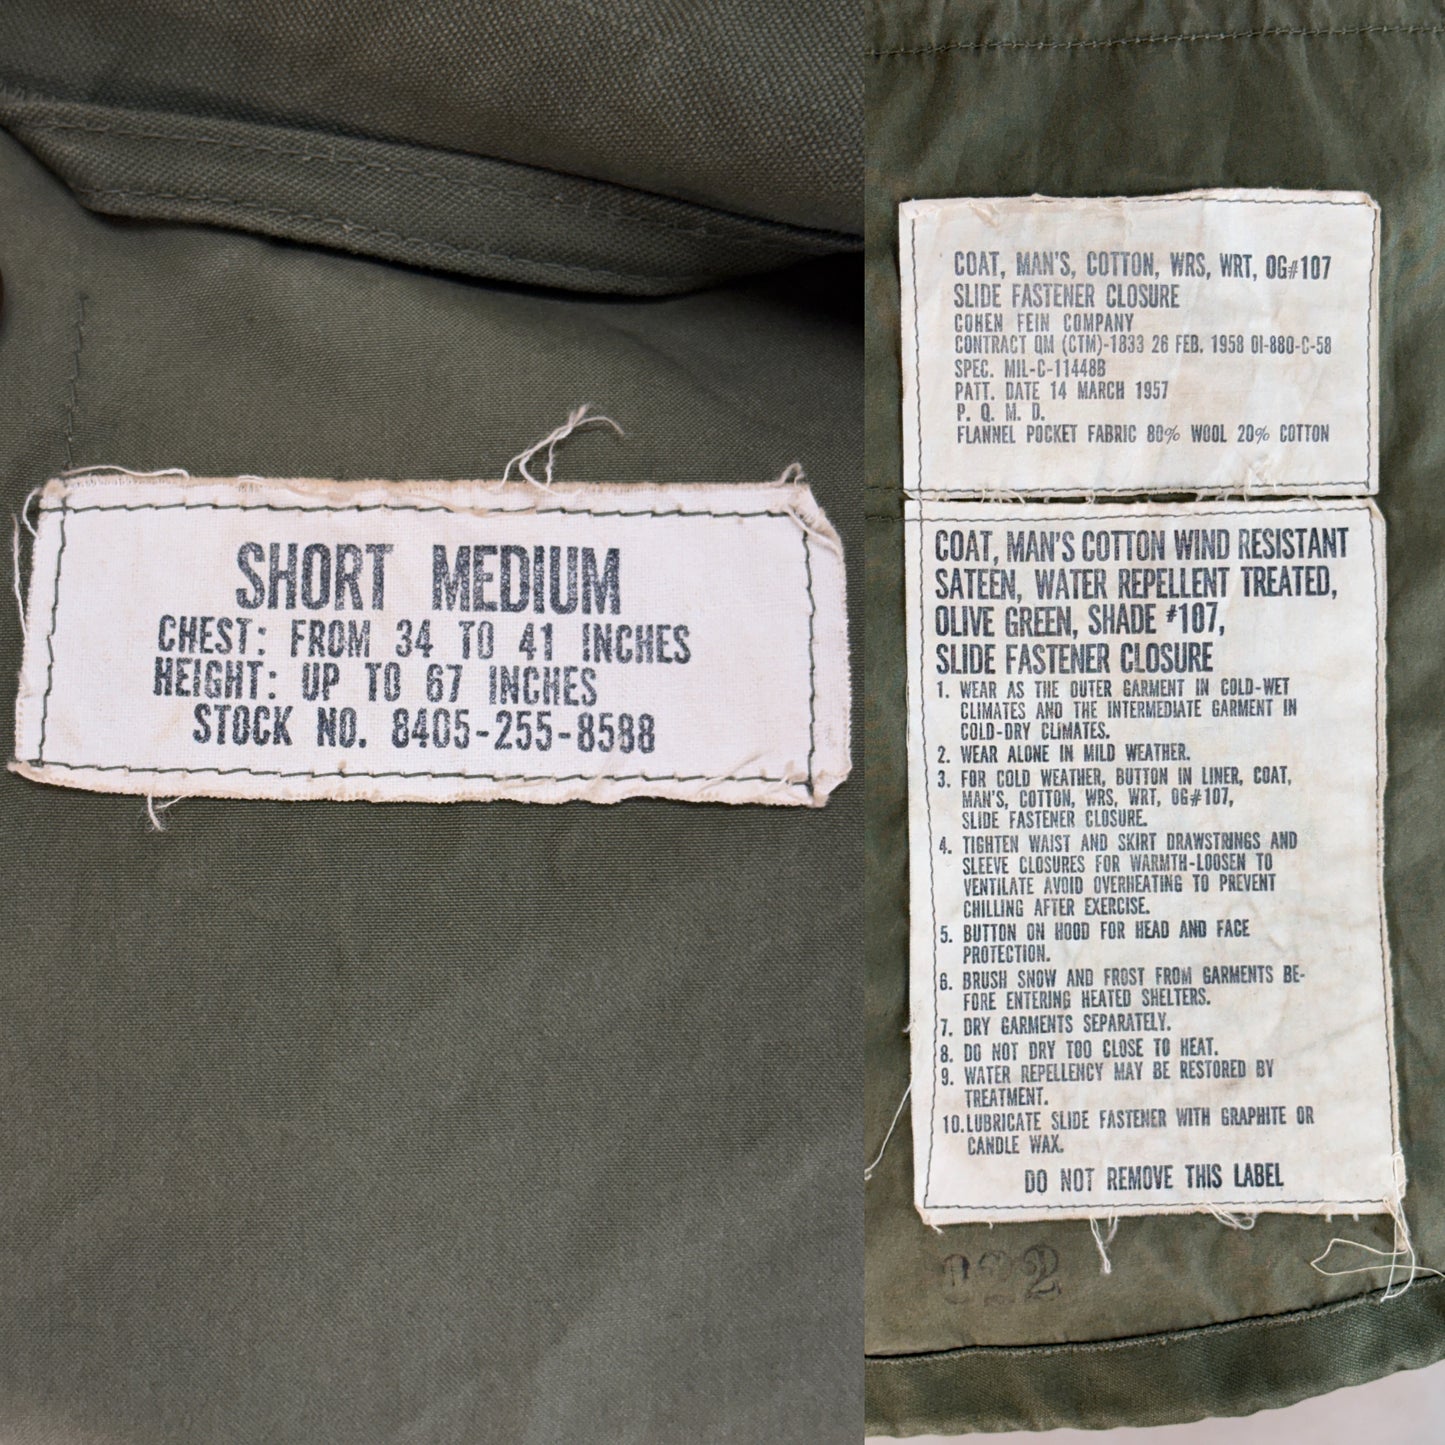 SHORT MEDIUM
CHEST: FROM 34 TO 41 INCHES
HEIGHT: UP TO 67 INCHES
STOCK NO. 8405-255-8588
COAT, MAN'S, COTTON, WRS, WRT, OG#107
SLIDE FASTENER CLOSURE
COHEN FEIN COMPANY
CONTRACT QM (CTM)-1833 26 FEB. 1958 OI-880-C-58
SPEC. MIL-C-11448B
PATT. DATE 14 MARCH 1957
P. Q. M. D.
FLANNEL POCKET FABRIC 80% WOOL 20% COTTON
COAT, MAN'S COTTON WIND RESISTANT
SATEEN, WATER REPELLENT TREATED,
OLIVE GREEN, SHADE #107,
SLIDE FASTENER CLOSURE
1. WEAR AS THE OUTER GARMENT IN COLD-WET
CLIMATES AND THE INTERMEDIATE GARMENT IN
COLD-DRY CLIMATES.
2. WEAR ALONE IN MILD WEATHER.
3. FOR COLD WEATHER, BUTTON IN LINER, COAT,
MAN'S, COTTON, WRS, WRT, OG#107,
SLIDE FASTENER CLOSURE.
4. TIGHTEN WAIST AND SKIRT DRAWSTRINGS AND
SLEEVE CLOSURES FOR WARMTH-LOOSEN TO
VENTILATE AVOID OVERHEATING TO PREVENT
CHILLING AFTER EXERCISE.
5. BUTTON ON HOOD FOR HEAD AND FACE
PROTECTION.
6. BRUSH SNOW AND FROST FROM GARMENTS BE-
FORE ENTERING HEATED SHELTERS.
7. DRY GARMENTS SEPARATELY.
8. DO NOT DRY TOO CLOSE TO HEAT.
9. WATER REPELLENCY MAY BE RESTORED BY
TREATMENT.
10. LUBRICATE SLIDE FASTENER WITH GRAPHITE OR
CANDLE WAX.
DO NOT REMOVE THIS LABEL